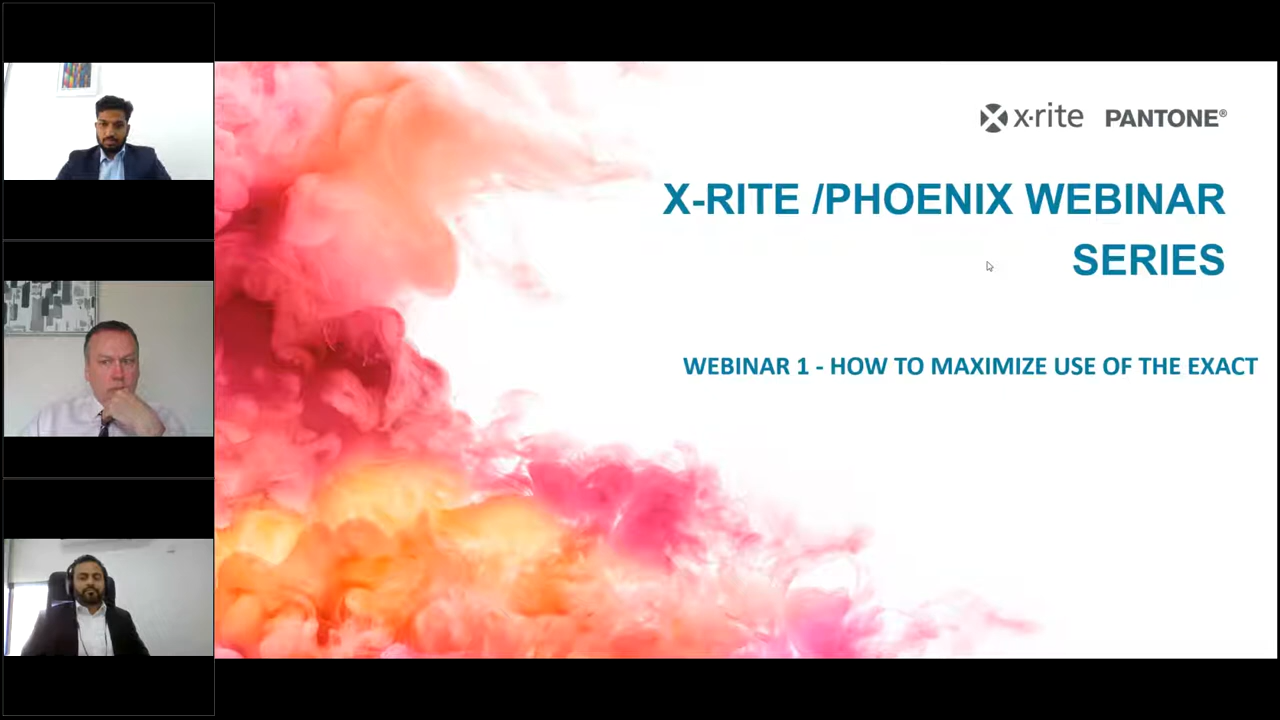 x·rite PANTONE®
X-RITE /PHOENIX WEBINAR
SERIES
WEBINAR 1 - HOW TO MAXIMIZE USE OF THE EXACT